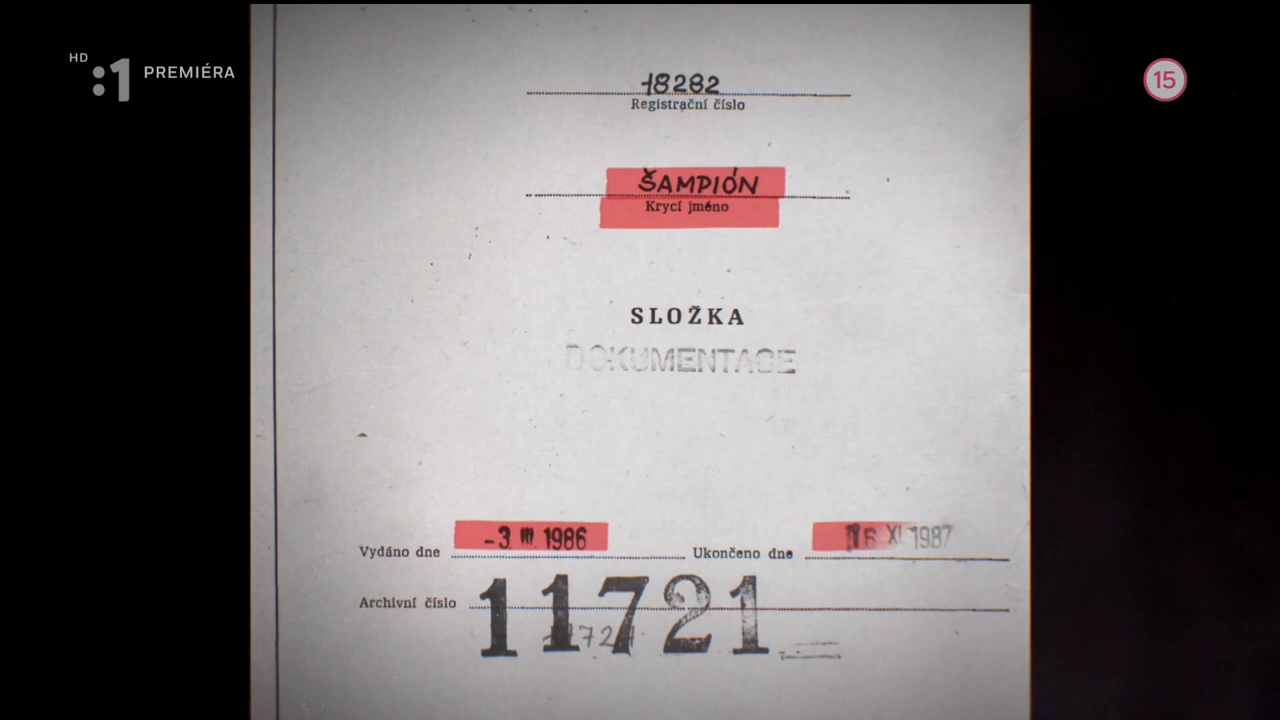 HD
:1 PREMIÉRA
15
18282
Registrační číslo
ŠAMPIÓN
Krycí jméno
SLOŽKA
DOKUMENTACE
Vydáno dne -3 III 1986 Ukončeno dne 16 XI 1987
Archivní číslo 11721